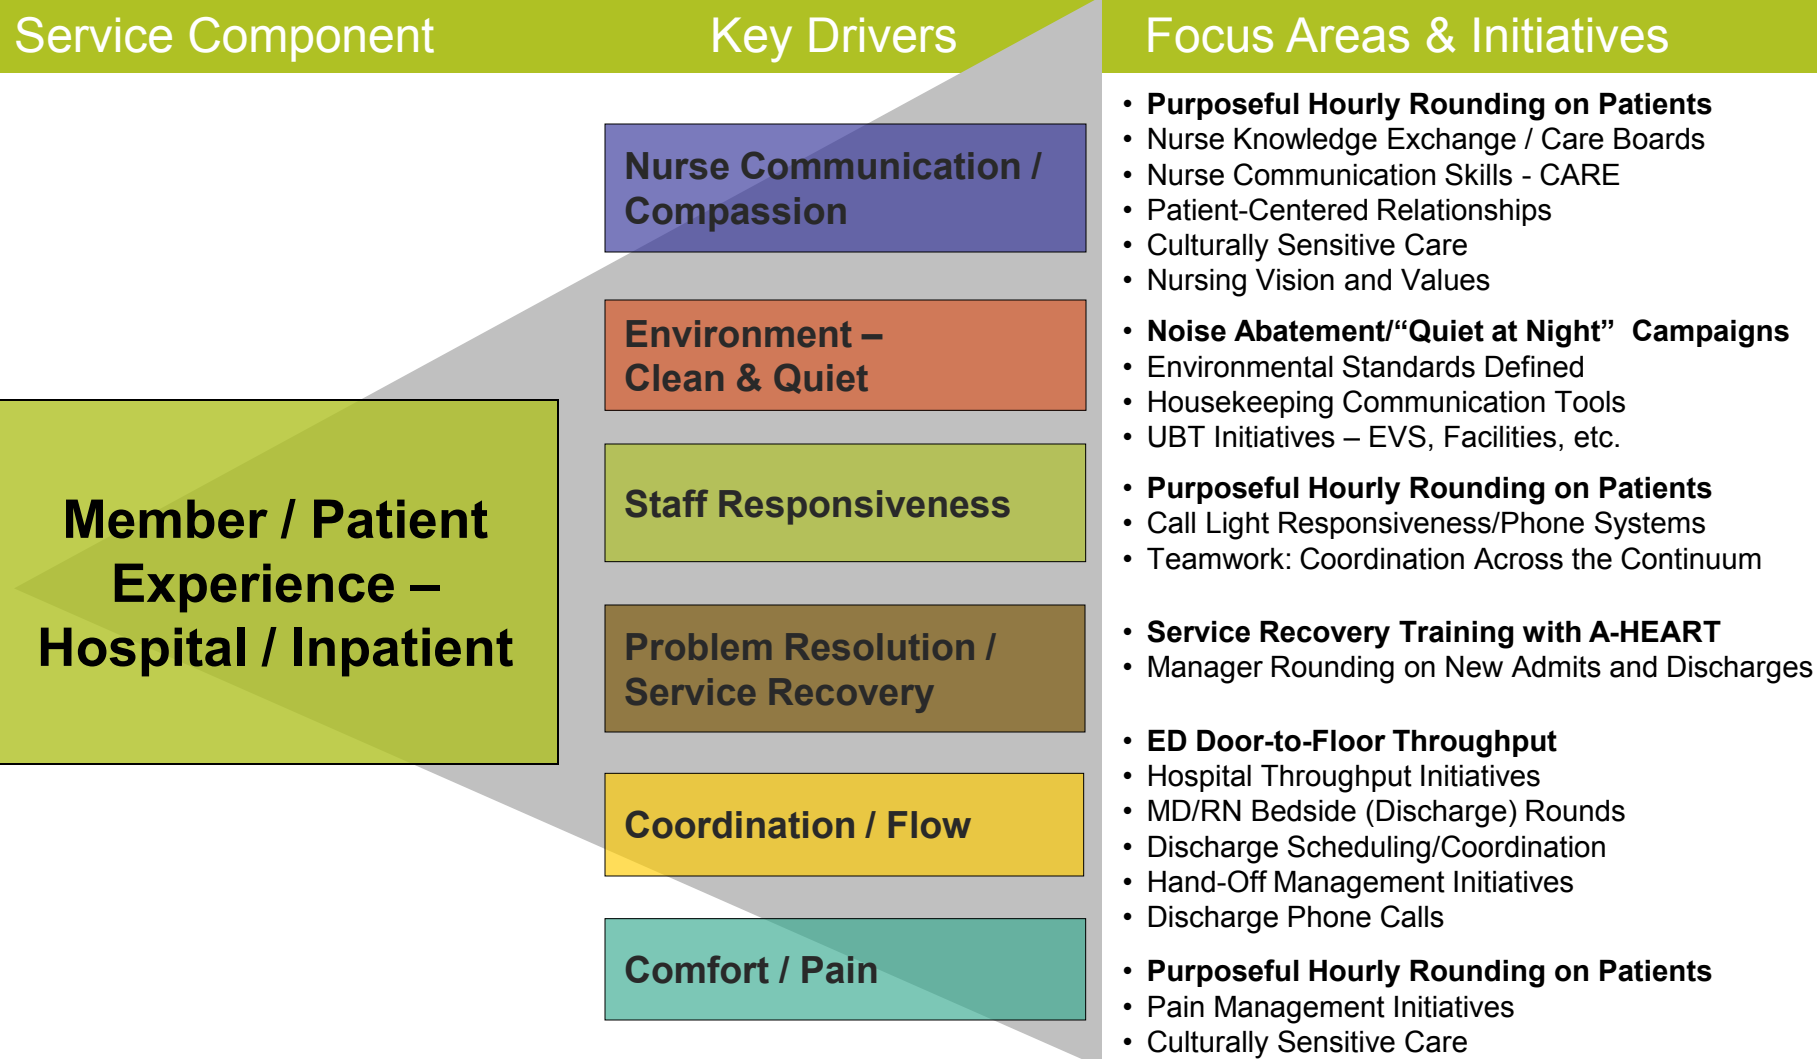 Service Component
Key Drivers
Focus Areas & Initiatives
Member / Patient
Experience –
Hospital / Inpatient
Nurse Communication /
Compassion
• Purposeful Hourly Rounding on Patients
• Nurse Knowledge Exchange / Care Boards
• Nurse Communication Skills - CARE
• Patient-Centered Relationships
• Culturally Sensitive Care
• Nursing Vision and Values
Environment –
Clean & Quiet
• Noise Abatement/“Quiet at Night”  Campaigns
• Environmental Standards Defined
• Housekeeping Communication Tools
• UBT Initiatives – EVS, Facilities, etc.
Staff Responsiveness
• Purposeful Hourly Rounding on Patients
• Call Light Responsiveness/Phone Systems
• Teamwork: Coordination Across the Continuum
Problem Resolution /
Service Recovery
• Service Recovery Training with A-HEART
• Manager Rounding on New Admits and Discharges
Coordination / Flow
• ED Door-to-Floor Throughput
• Hospital Throughput Initiatives
• MD/RN Bedside (Discharge) Rounds
• Discharge Scheduling/Coordination
• Hand-Off Management Initiatives
• Discharge Phone Calls
Comfort / Pain
• Purposeful Hourly Rounding on Patients
• Pain Management Initiatives
• Culturally Sensitive Care